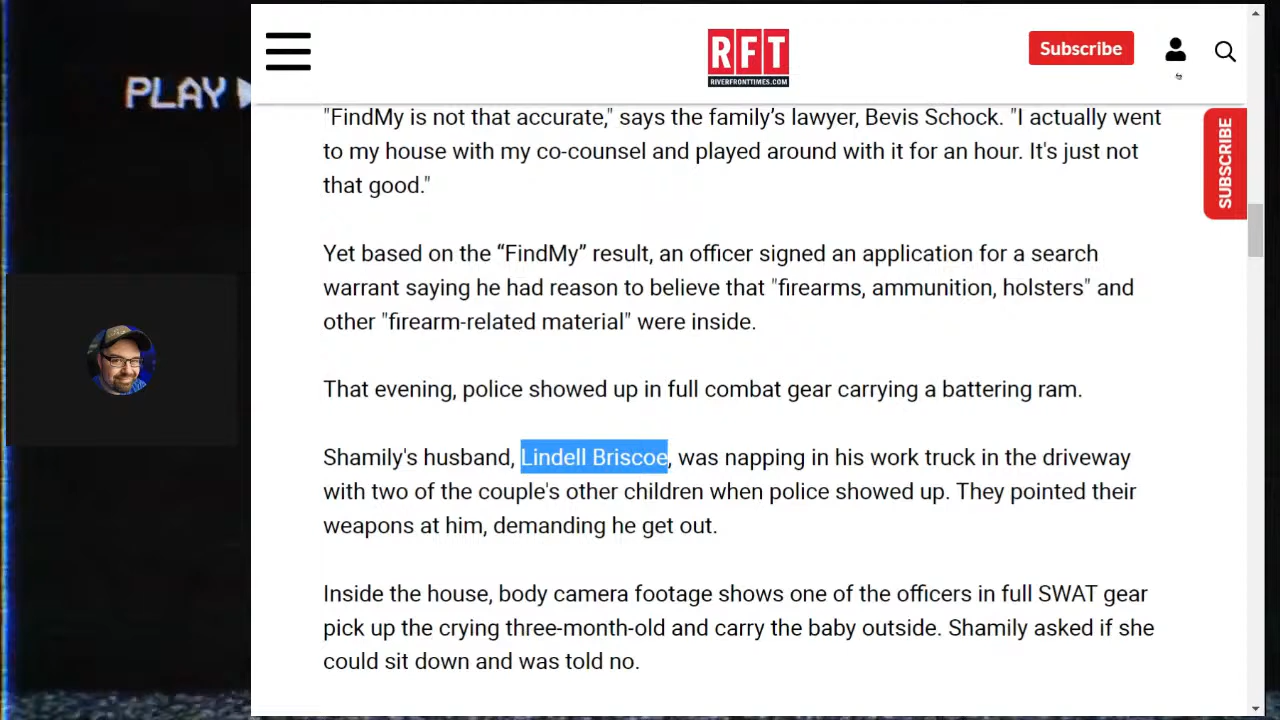 PLAY
RFT
RIVERFRONTTIMES.COM
Subscribe
SUBSCRIBE
"FindMy is not that accurate," says the family’s lawyer, Bevis Schock. "I actually went
to my house with my co-counsel and played around with it for an hour. It's just not
that good."
Yet based on the “FindMy” result, an officer signed an application for a search
warrant saying he had reason to believe that "firearms, ammunition, holsters" and
other "firearm-related material" were inside.
That evening, police showed up in full combat gear carrying a battering ram.
Shamily's husband, Lindell Briscoe, was napping in his work truck in the driveway
with two of the couple's other children when police showed up. They pointed their
weapons at him, demanding he get out.
Inside the house, body camera footage shows one of the officers in full SWAT gear
pick up the crying three-month-old and carry the baby outside. Shamily asked if she
could sit down and was told no.